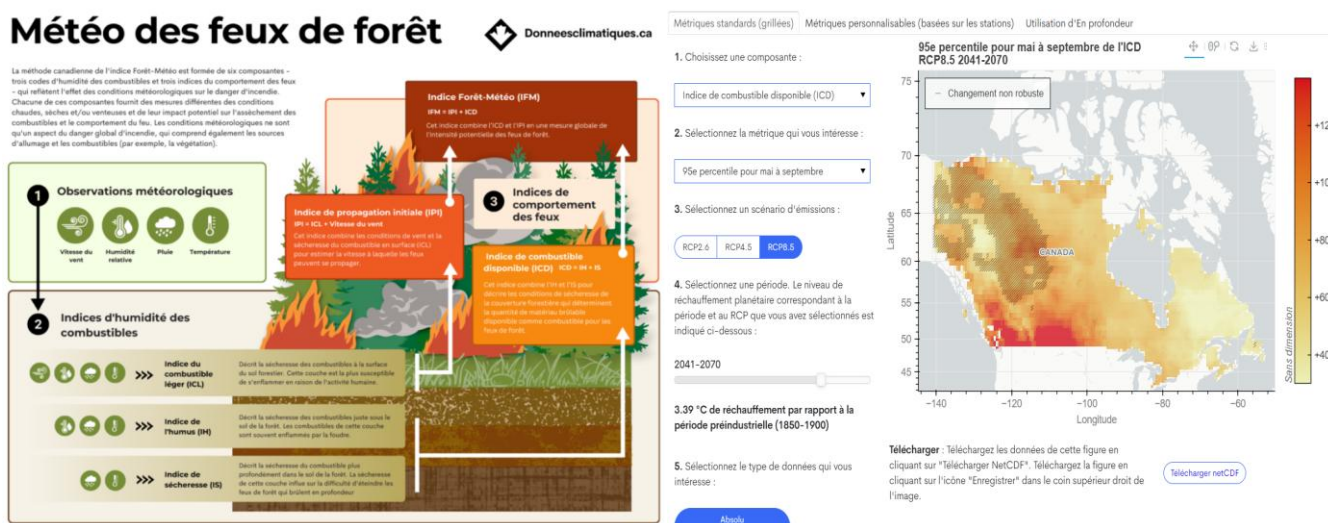 Météo des feux de forêt
Donneesclimatiques.ca
La méthode canadienne de l'indice Forêt-Météo est formée de six composantes –
trois codes d'humidité des combustibles et trois indices du comportement des feux
– qui reflètent l'effet des conditions météorologiques sur le danger d'incendie.
Chacune de ces composantes fournit des mesures différentes des conditions
chaudes, sèches et/ou venteuses et de leur impact potentiel sur l'assèchement des
combustibles et le comportement du feu. Les conditions météorologiques ne sont
qu'un aspect du danger global d'incendie, qui comprend également les sources
d'allumage et les combustibles (par exemple, la végétation).
1
Observations météorologiques
Vitesse du
vent
Humidité
relative
Pluie
Température
Indice Forêt-Météo (IFM)
IFM = IPI + ICD
Cet indice combine l'ICD et l'IPI en une mesure globale de
l'intensité potentielle des feux de forêt.
3
Indices de
comportement
des feux
Indice de propagation initiale (IPI)
IPI = ICL + Vitesse du vent
Cet indice combine les conditions de vent et la
sécheresse du combustible en surface (ICL)
pour estimer la vitesse à laquelle les feux
peuvent se propager.
Indice de combustible
disponible (ICD) ICD = IH + IS
Cet indice combine l'IH et l'IS pour
décrire les conditions de sécheresse de
la couverture forestière qui déterminent
la quantité de matériau brûlable
disponible comme combustible pour les
feux de forêt.
2
Indices d'humidité des
combustibles
>>>
Indice du
combustible
léger (ICL)
Décrit la sécheresse des combustibles à la surface
du sol forestier. Cette couche est la plus susceptible
de s'enflammer en raison de l'activité humaine.
>>>
Indice de
l'humus (IH)
Décrit la sécheresse des combustibles juste sous le
sol de la forêt. Les combustibles de cette couche
sont souvent enflammés par la foudre.
>>>
Indice de
sécheresse (IS)
Décrit la sécheresse du combustible plus
profondément dans le sol de la forêt. La sécheresse
de cette couche influe sur la difficulté d'éteindre les
feux de forêt qui brûlent en profondeur
Métriques standards (grillées)
Métriques personnalisables (basées sur les stations)
Utilisation d'En profondeur
1. Choisissez une composante :
Indice de combustible disponible (ICD)
2. Sélectionnez la métrique qui vous intéresse :
95e percentile pour mai à septembre
3. Sélectionnez un scénario d'émissions :
RCP2.6 RCP4.5 RCP8.5
4. Sélectionnez une période. Le niveau de
réchauffement planétaire correspondant à la
période et au RCP que vous avez sélectionnés est
indiqué ci-dessous :
2041-2070
3.39 °C de réchauffement par rapport à la
période préindustrielle (1850-1900)
5. Sélectionnez le type de données qui vous
intéresse :
Absolu
95e percentile pour mai à septembre de l'ICD
RCP8.5 2041-2070
Changement non robuste
75
70
65
60
55
50
45
Latitude
CANADA
−140
−120
−100
−80
−60
Longitude
+80
+60
+40
Sans dimension
Télécharger : Téléchargez les données de cette figure en
cliquant sur "Télécharger NetCDF". Téléchargez la figure en
cliquant sur l'icône "Enregistrer" dans le coin supérieur droit de
l'image.
Télécharger netCDF